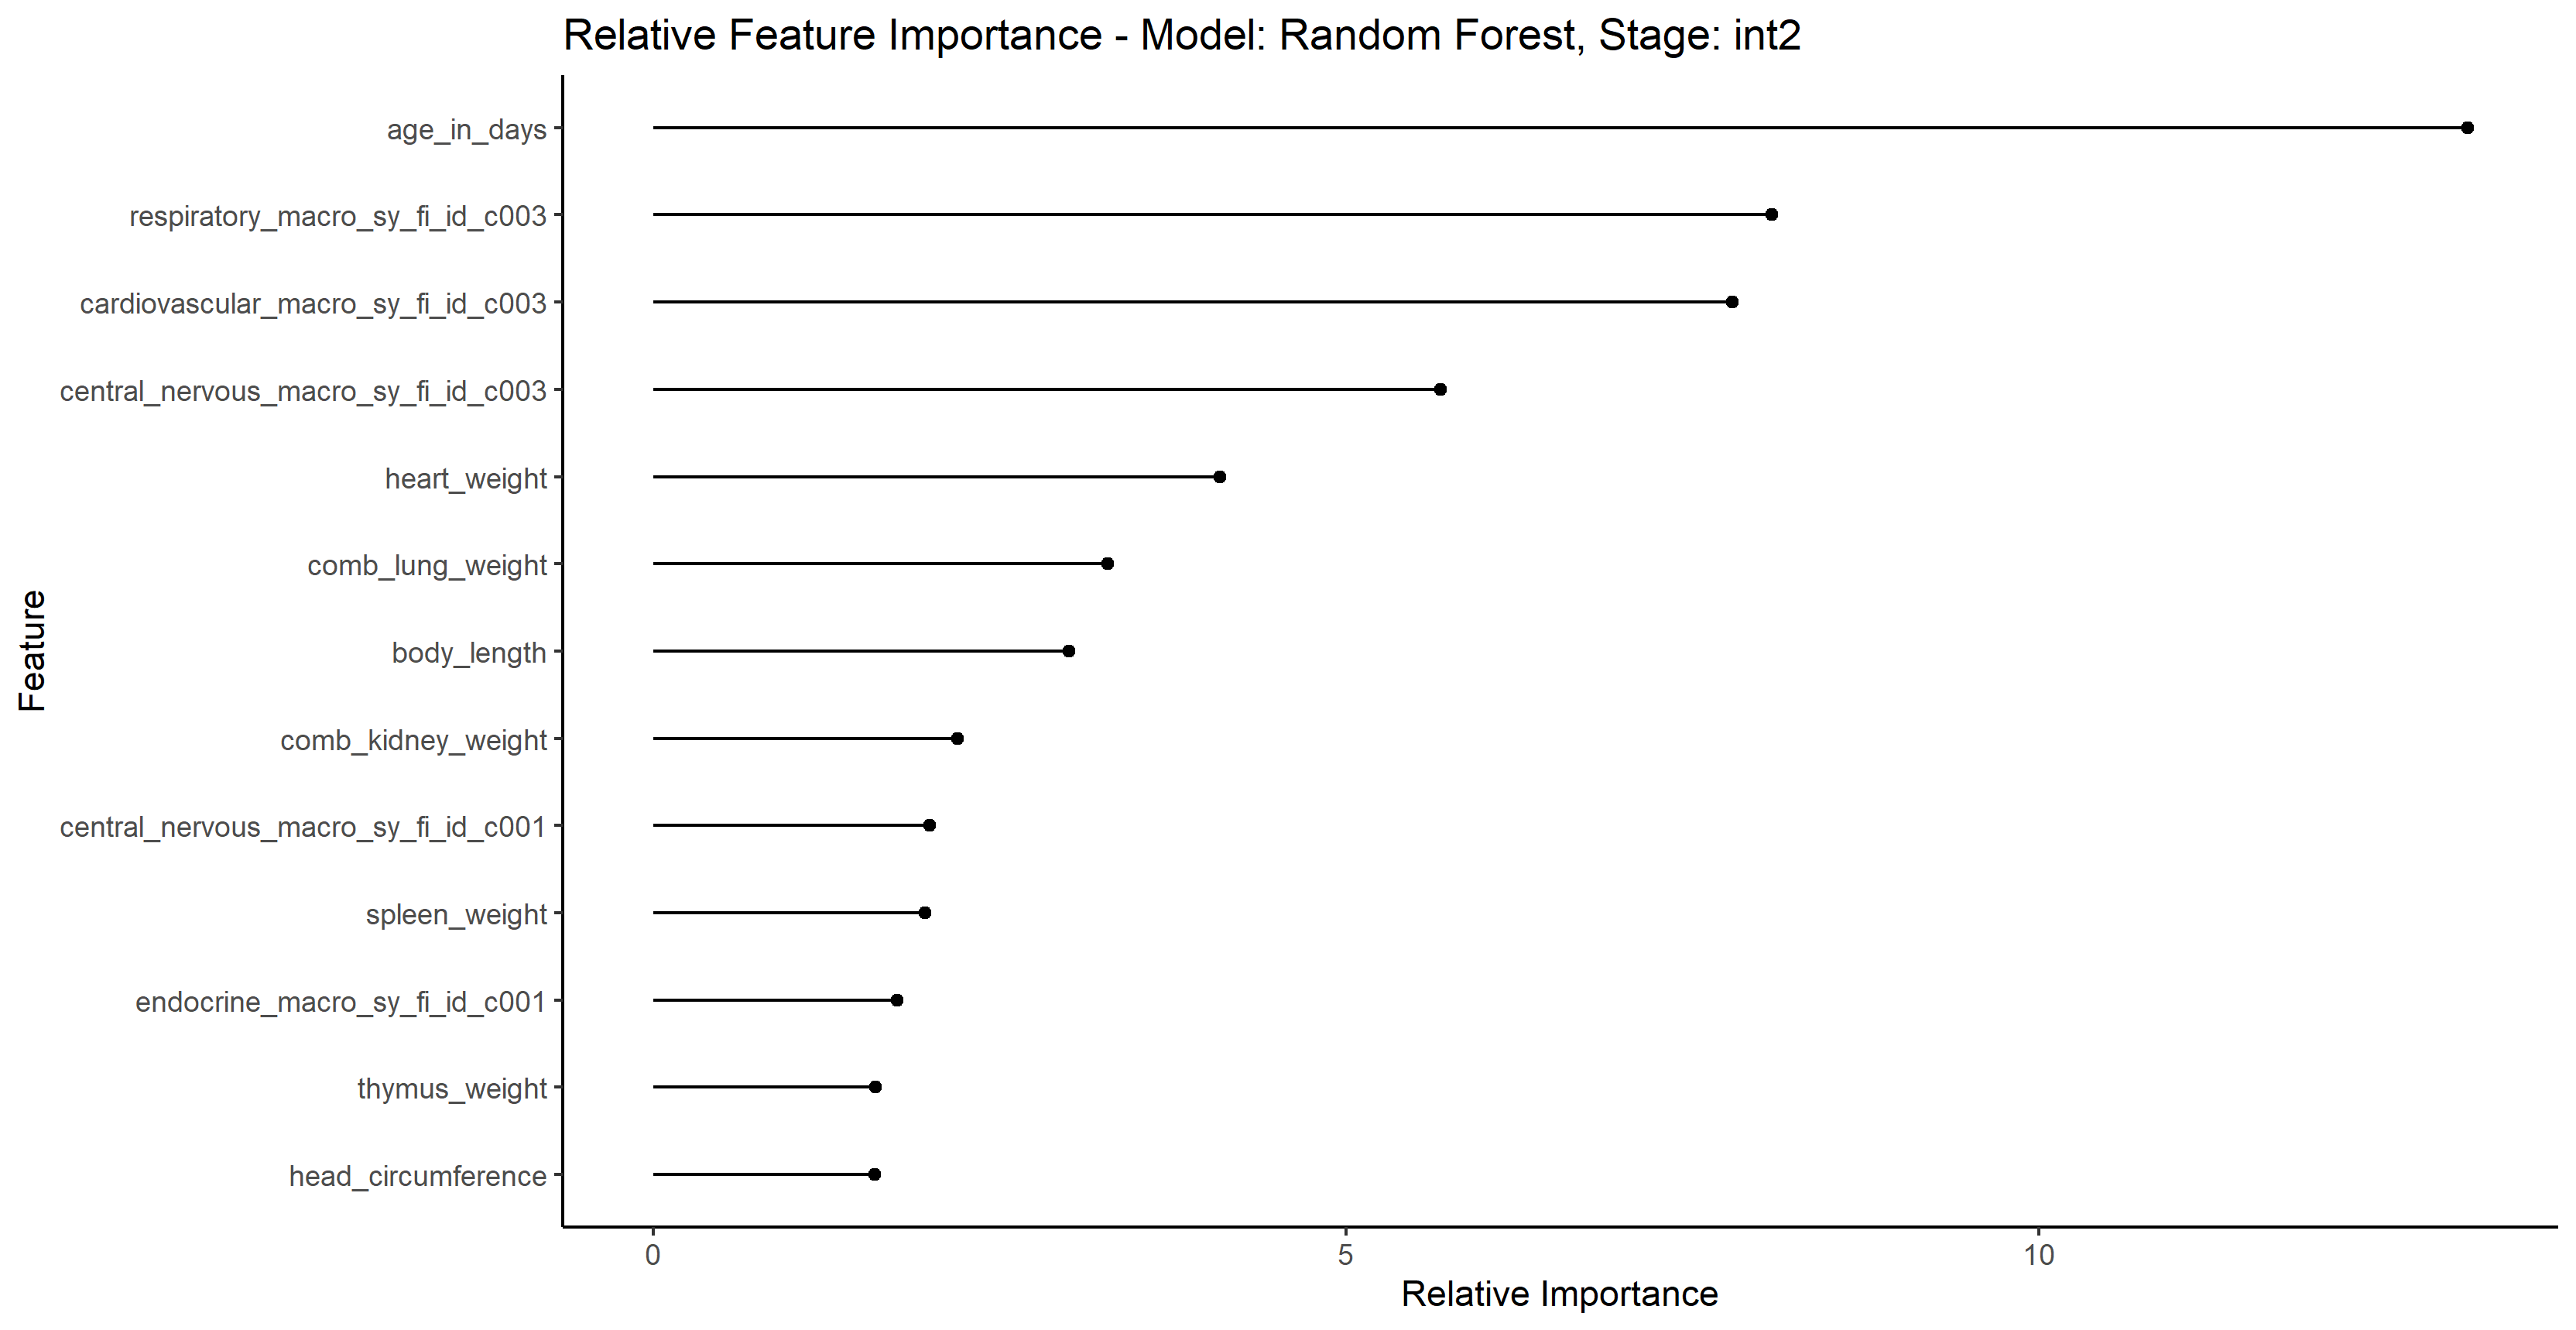 Relative Feature Importance - Model: Random Forest, Stage: int2
age_in_days
respiratory_macro_sy_fi_id_c003
cardiovascular_macro_sy_fi_id_c003
central_nervous_macro_sy_fi_id_c003
heart_weight
comb_lung_weight
body_length
comb_kidney_weight
central_nervous_macro_sy_fi_id_c001
spleen_weight
endocrine_macro_sy_fi_id_c001
thymus_weight
head_circumference
Feature
0 5 10
Relative Importance